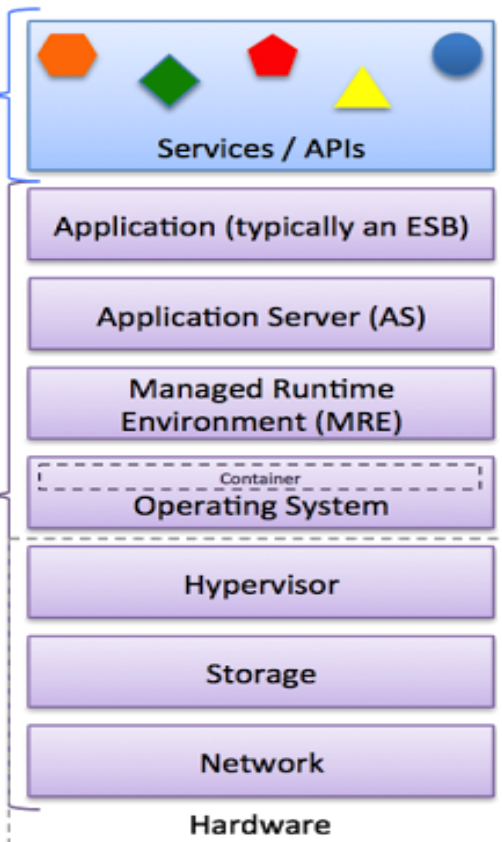 Services / APIs
Application (typically an ESB)
Application Server (AS)
Managed Runtime
Environment (MRE)
Container
Operating System
Hypervisor
Storage
Network
Hardware